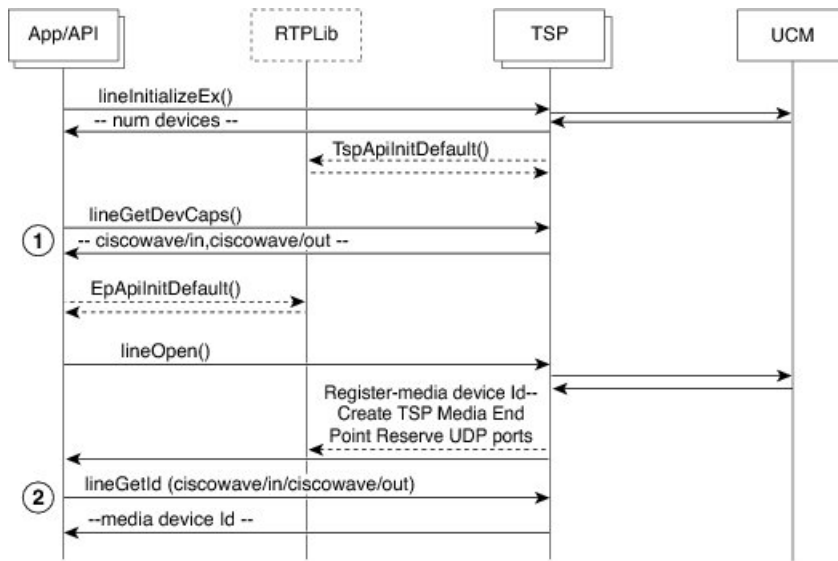 App/API
RTPLib
TSP
UCM
lineInitializeEx()
-- num devices --
TspApiInitDefault()
lineGetDevCaps()
1
-- ciscowave/in,ciscowave/out --
EpApiInitDefault()
lineOpen()
Register-media device Id--
Create TSP Media End
Point Reserve UDP ports
2
lineGetId (ciscowave/in/ciscowave/out)
--media device Id --